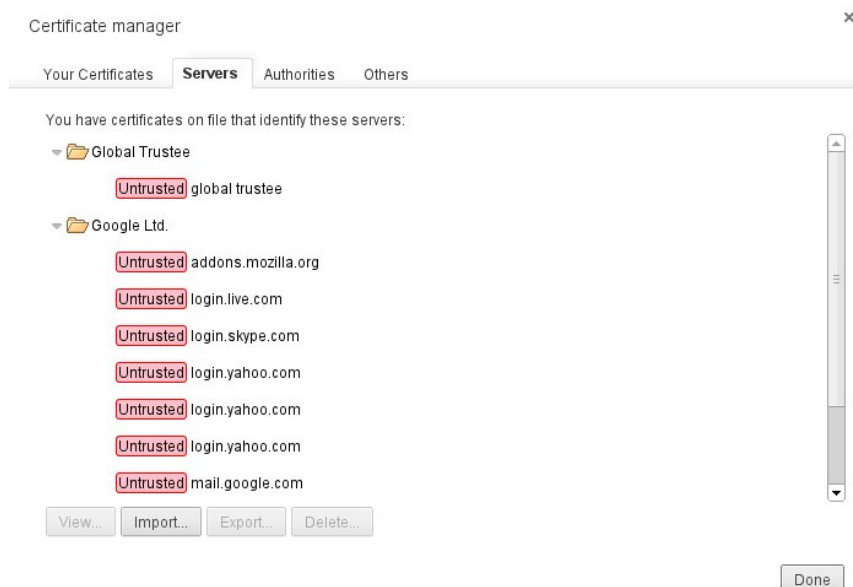 Certificate manager
Your Certificates Servers Authorities Others
You have certificates on file that identify these servers:
Global Trustee
Untrusted global trustee
Google Ltd.
Untrusted addons.mozilla.org
Untrusted login.live.com
Untrusted login.skype.com
Untrusted login.yahoo.com
Untrusted login.yahoo.com
Untrusted login.yahoo.com
Untrusted mail.google.com
View... Import... Export... Delete...
Done